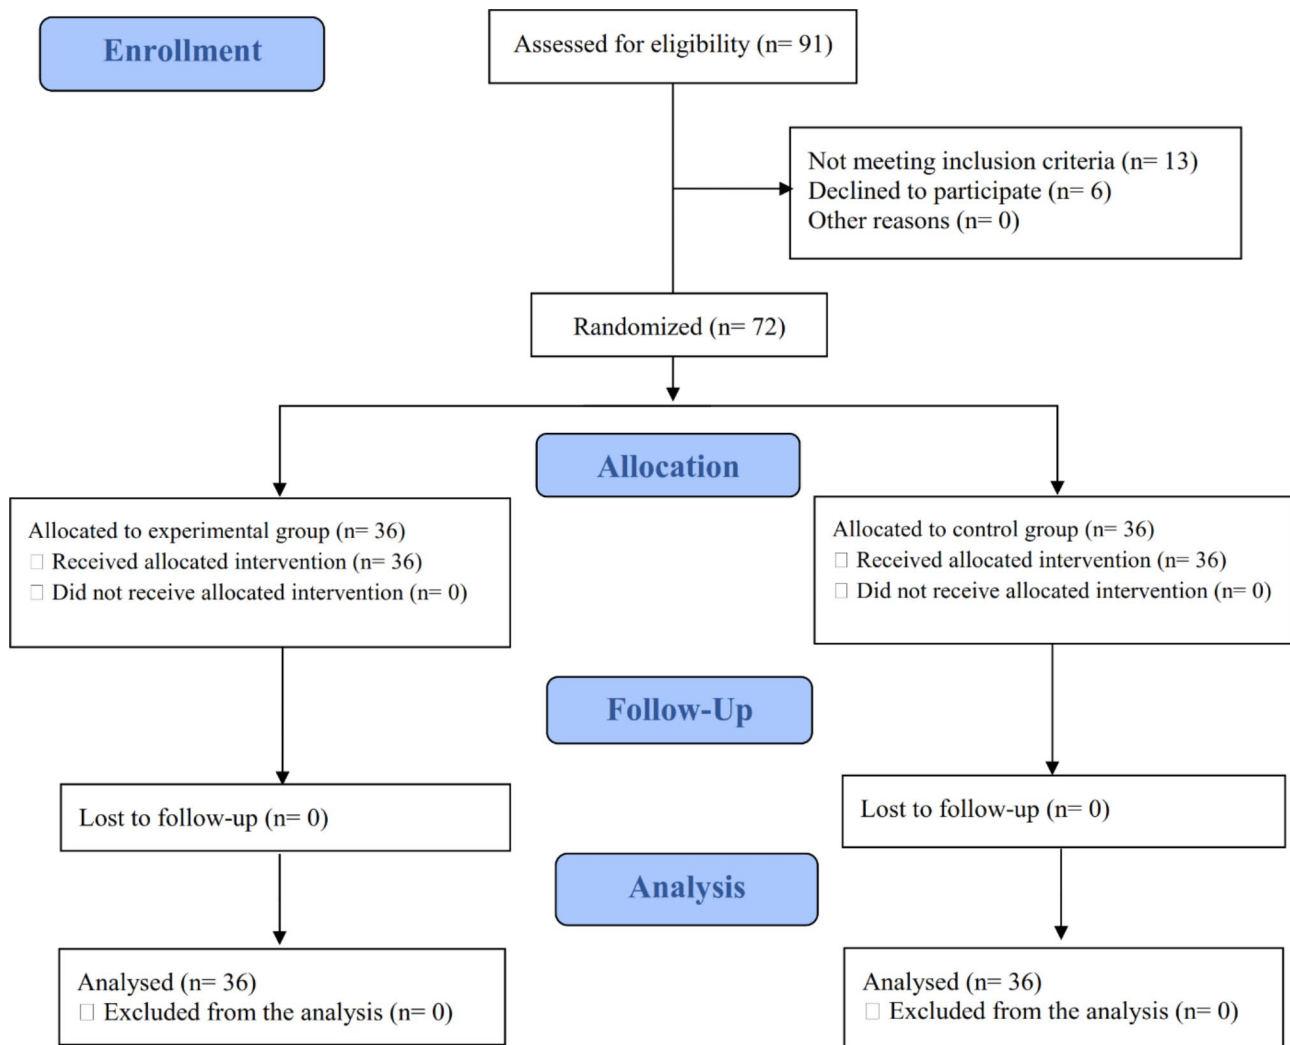 Enrollment
Assessed for eligibility (n= 91)
Not meeting inclusion criteria (n= 13)
Declined to participate (n= 6)
Other reasons (n= 0)
Randomized (n= 72)
Allocation
Allocated to experimental group (n= 36)
□ Received allocated intervention (n= 36)
□ Did not receive allocated intervention (n= 0)
Allocated to control group (n= 36)
□ Received allocated intervention (n= 36)
□ Did not receive allocated intervention (n= 0)
Follow-Up
Lost to follow-up (n= 0)
Lost to follow-up (n= 0)
Analysis
Analysed (n= 36)
□ Excluded from the analysis (n= 0)
Analysed (n= 36)
□ Excluded from the analysis (n= 0)